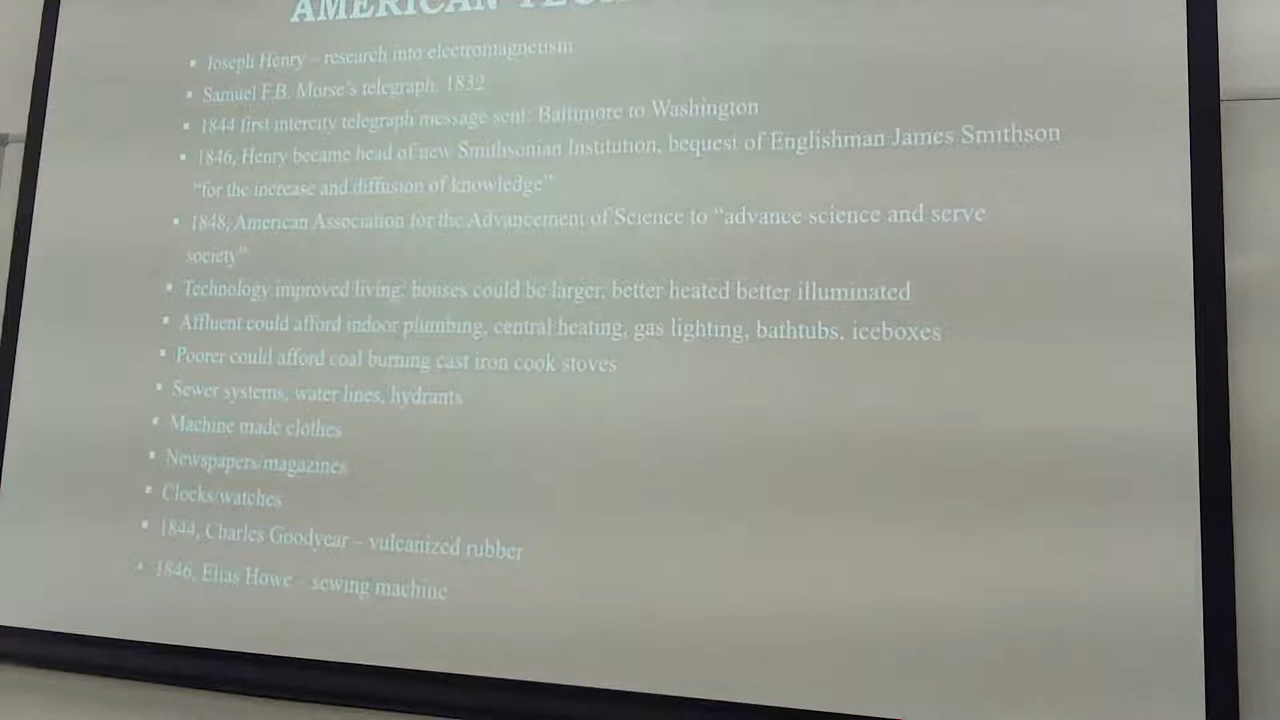 AMERICAN
▪ Joseph Henry – research into electromagnetism
▪ Samuel F.B. Morse's telegraph, 1832
▪ 1844 first intercity telegraph message sent: Baltimore to Washington
▪ 1846, Henry became head of new Smithsonian Institution, bequest of Englishman James Smithson
"for the increase and diffusion of knowledge"
▪ 1848, American Association for the Advancement of Science to "advance science and serve
society"
▪ Technology improved living: houses could be larger, better heated better illuminated
▪ Affluent could afford indoor plumbing, central heating, gas lighting, bathtubs, iceboxes
▪ Poorer could afford coal burning cast iron cook stoves
▪ Sewer systems, water lines, hydrants
▪ Machine made clothes
▪ Newspapers/magazines
▪ Clocks/watches
▪ 1844, Charles Goodyear – vulcanized rubber
▪ 1846, Elias Howe – sewing machine